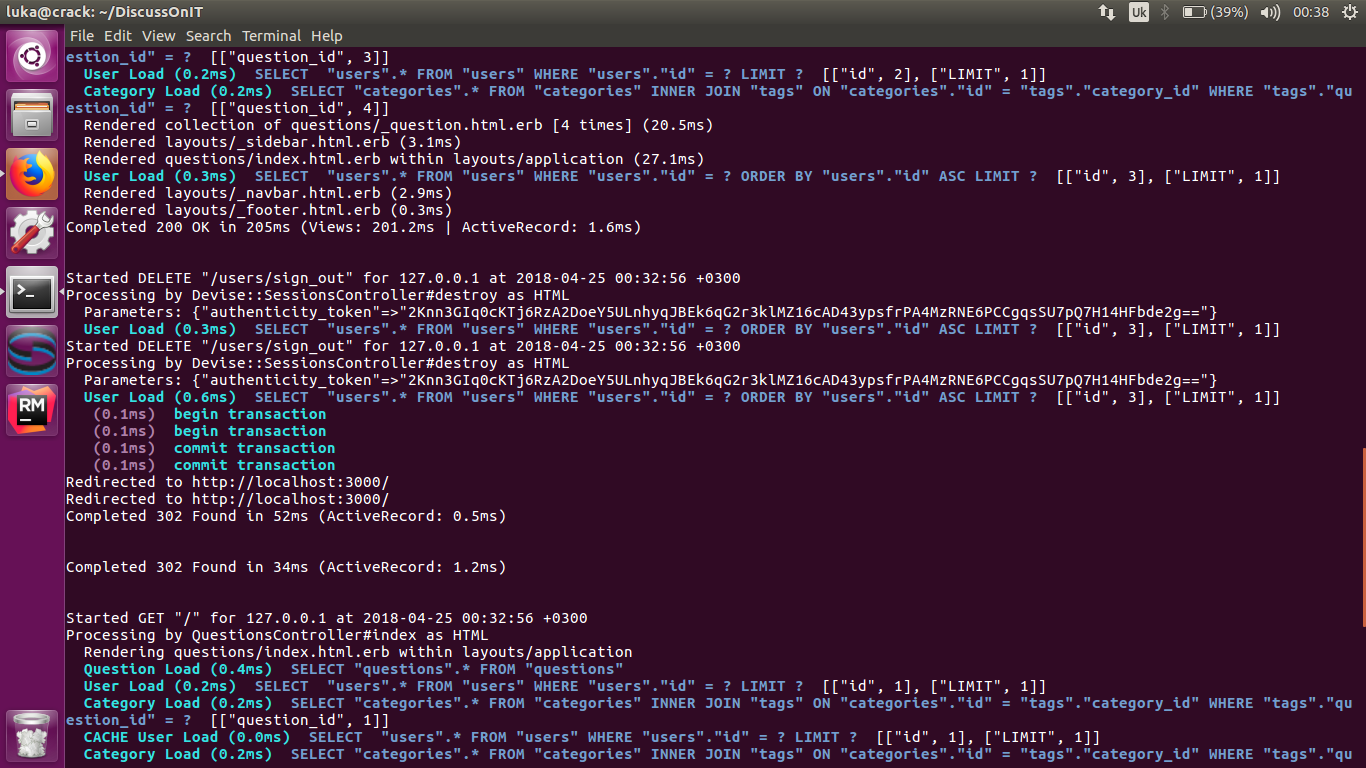 luka@crack: ~/DiscussOnIT Uk (39%) 00:38
File Edit View Search Terminal Help
estion_id" = ?  [["question_id", 3]]
User Load (0.2ms)  SELECT  "users".* FROM "users" WHERE "users"."id" = ? LIMIT ?  [["id", 2], ["LIMIT", 1]]
Category Load (0.2ms)  SELECT "categories".* FROM "categories" INNER JOIN "tags" ON "categories"."id" = "tags"."category_id" WHERE "tags"."qu
estion_id" = ?  [["question_id", 4]]
Rendered collection of questions/_question.html.erb [4 times] (20.5ms)
Rendered layouts/_sidebar.html.erb (3.1ms)
Rendered questions/index.html.erb within layouts/application (27.1ms)
User Load (0.3ms)  SELECT  "users".* FROM "users" WHERE "users"."id" = ? ORDER BY "users"."id" ASC LIMIT ?  [["id", 3], ["LIMIT", 1]]
Rendered layouts/_navbar.html.erb (2.9ms)
Rendered layouts/_footer.html.erb (0.3ms)
Completed 200 OK in 205ms (Views: 201.2ms | ActiveRecord: 1.6ms)
Started DELETE "/users/sign_out" for 127.0.0.1 at 2018-04-25 00:32:56 +0300
Processing by Devise::SessionsController#destroy as HTML
Parameters: {"authenticity_token"=>"2Knn3GIq0cKTj6RzA2DoeY5ULnhyqJBEk6qG2r3klMZ16cAD43ypsfrPA4MzRNE6PCCgqsSU7pQ7H14HFbde2g=="}
User Load (0.3ms)  SELECT  "users".* FROM "users" WHERE "users"."id" = ? ORDER BY "users"."id" ASC LIMIT ?  [["id", 3], ["LIMIT", 1]]
Started DELETE "/users/sign_out" for 127.0.0.1 at 2018-04-25 00:32:56 +0300
Processing by Devise::SessionsController#destroy as HTML
Parameters: {"authenticity_token"=>"2Knn3GIq0cKTj6RzA2DoeY5ULnhyqJBEk6qG2r3klMZ16cAD43ypsfrPA4MzRNE6PCCgqsSU7pQ7H14HFbde2g=="}
User Load (0.6ms)  SELECT  "users".* FROM "users" WHERE "users"."id" = ? ORDER BY "users"."id" ASC LIMIT ?  [["id", 3], ["LIMIT", 1]]
(0.1ms)  begin transaction
(0.1ms)  begin transaction
(0.1ms)  commit transaction
(0.1ms)  commit transaction
Redirected to http://localhost:3000/
Redirected to http://localhost:3000/
Completed 302 Found in 52ms (ActiveRecord: 0.5ms)
Completed 302 Found in 34ms (ActiveRecord: 1.2ms)
Started GET "/" for 127.0.0.1 at 2018-04-25 00:32:56 +0300
Processing by QuestionsController#index as HTML
Rendering questions/index.html.erb within layouts/application
Question Load (0.4ms)  SELECT "questions".* FROM "questions"
User Load (0.2ms)  SELECT  "users".* FROM "users" WHERE "users"."id" = ? LIMIT ?  [["id", 1], ["LIMIT", 1]]
Category Load (0.2ms)  SELECT "categories".* FROM "categories" INNER JOIN "tags" ON "categories"."id" = "tags"."category_id" WHERE "tags"."qu
estion_id" = ?  [["question_id", 1]]
CACHE User Load (0.0ms)  SELECT  "users".* FROM "users" WHERE "users"."id" = ? LIMIT ?  [["id", 1], ["LIMIT", 1]]
Category Load (0.2ms)  SELECT "categories".* FROM "categories" INNER JOIN "tags" ON "categories"."id" = "tags"."category_id" WHERE "tags"."qu
RM